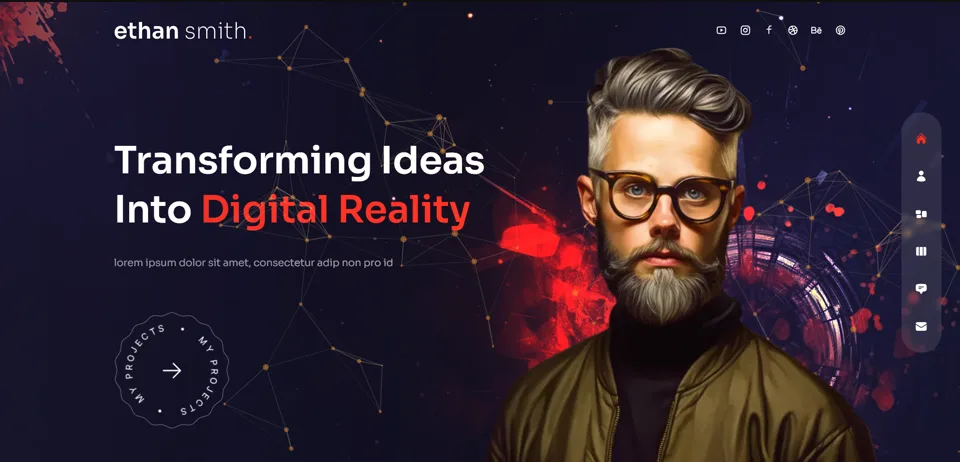 ethan smith.
Bē
Transforming Ideas
Into Digital Reality
lorem ipsum dolor sit amet, consectetur adip non pro id
MY PROJECTS • MY PROJECTS •